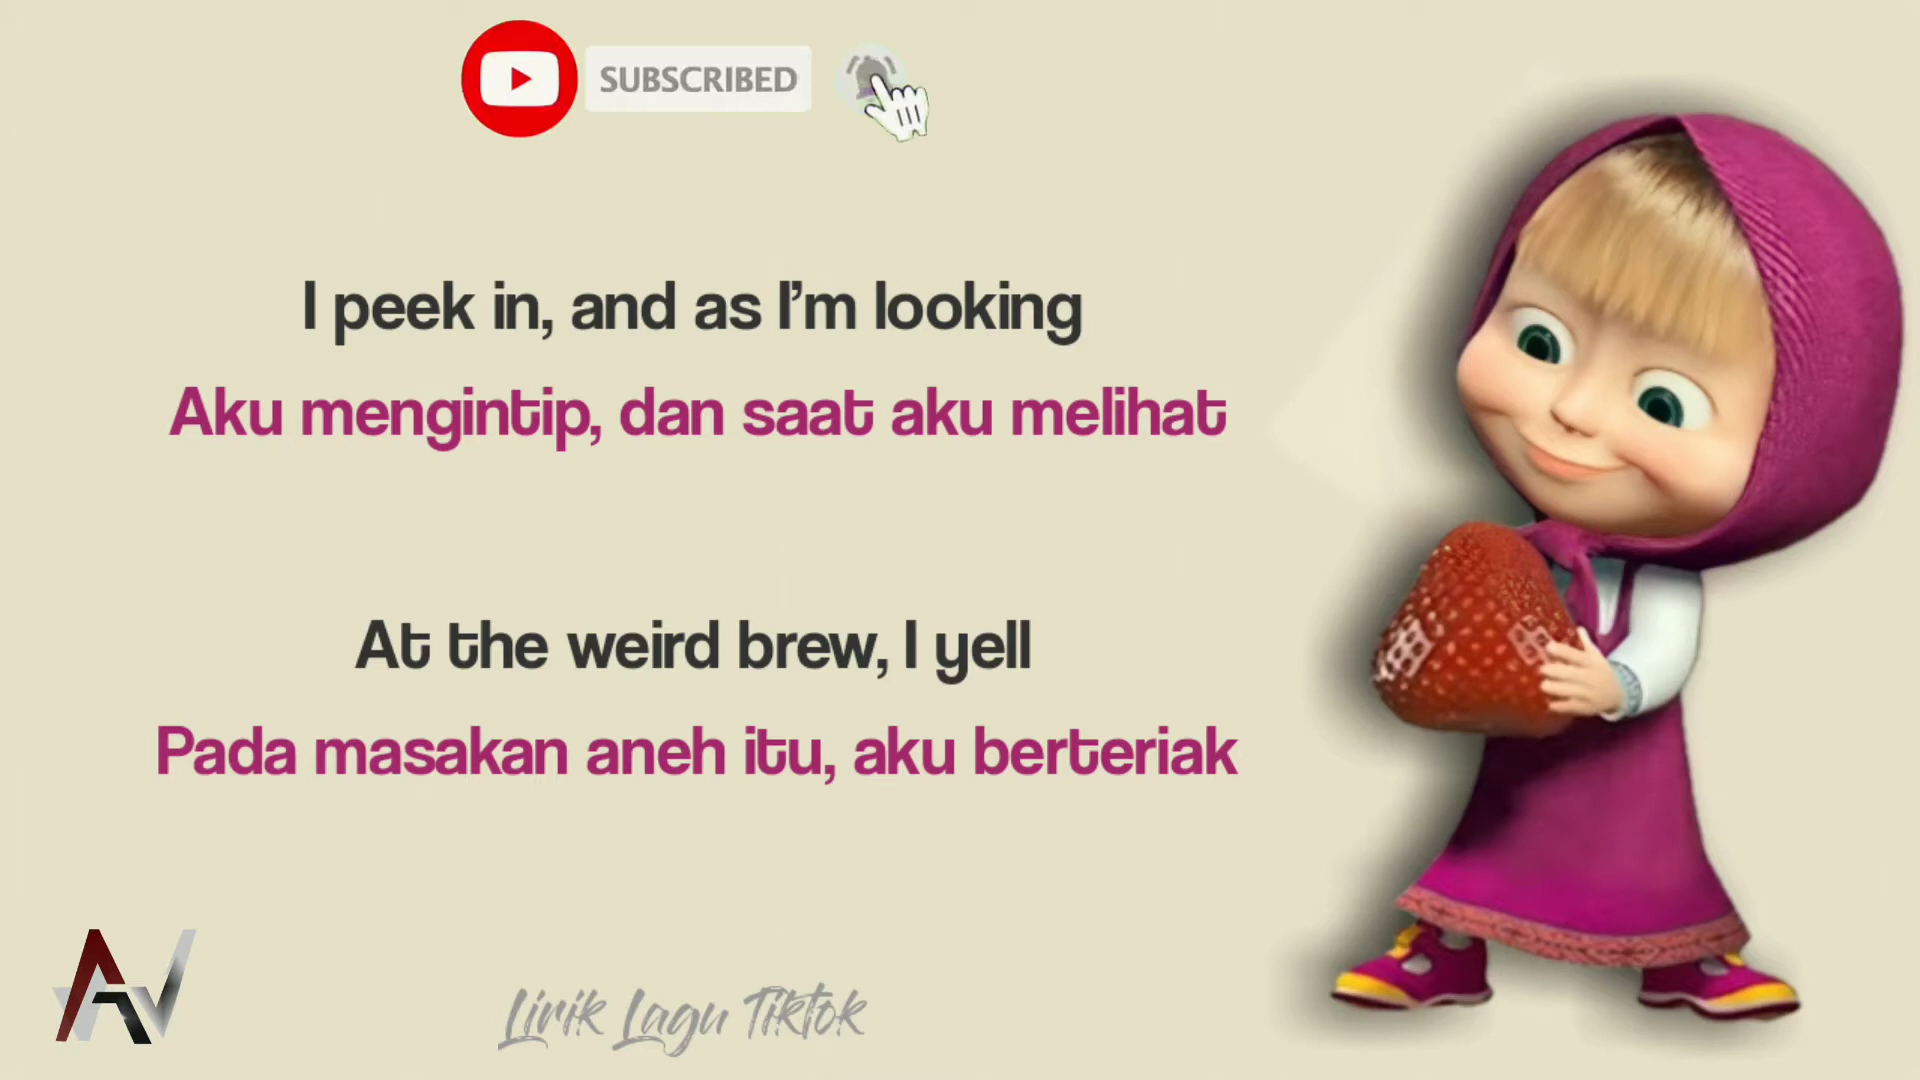 SUBSCRIBED
I peek in, and as I'm looking
Aku mengintip, dan saat aku melihat
At the weird brew, I yell
Pada masakan aneh itu, aku berteriak
Lirik Lagu Tiktok